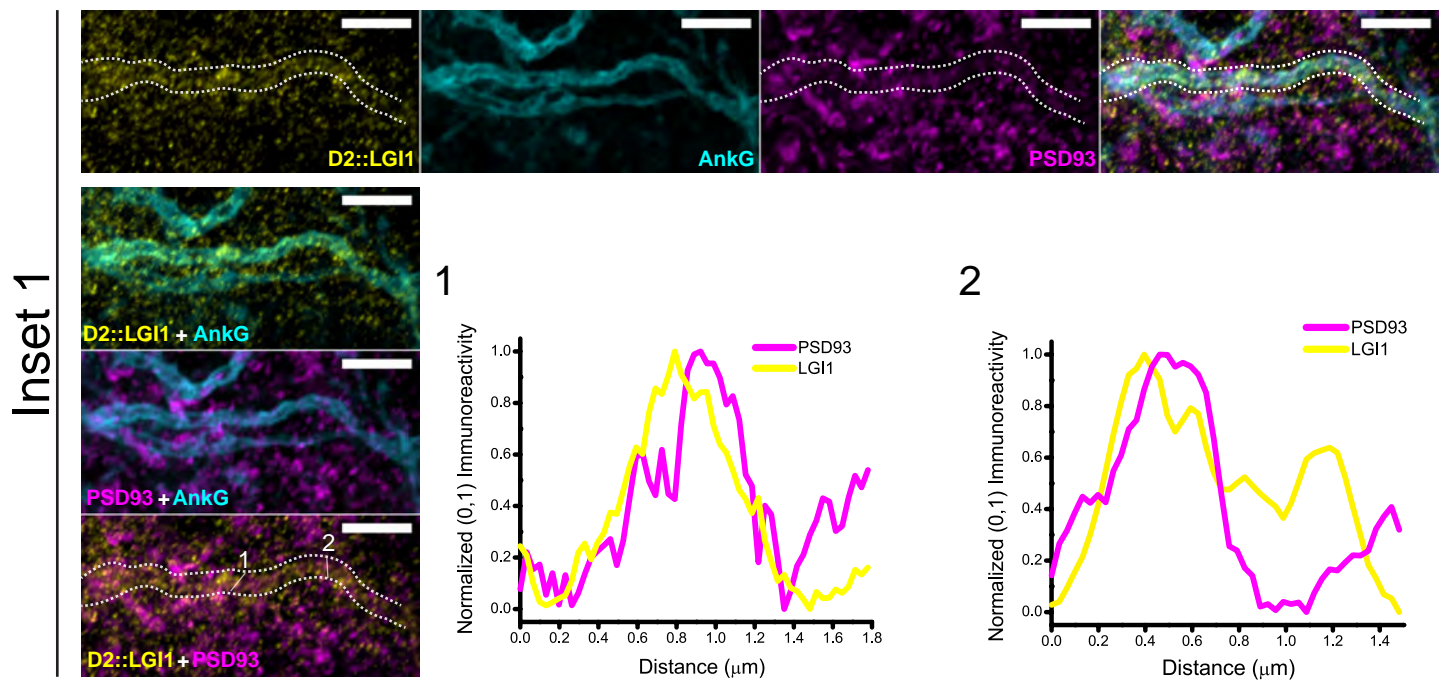 Inset 1
D2::LGI1
AnkG
PSD93
D2::LGI1 + AnkG
PSD93 + AnkG
1
2
D2::LGI1 + PSD93
1
PSD93
LGI1
Normalized (0,1) Immunoreactivity
1.0
0.8
0.6
0.4
0.2
0.0
0.0 0.2 0.4 0.6 0.8 1.0 1.2 1.4 1.6 1.8
Distance (μm)
2
PSD93
LGI1
Normalized (0,1) Immunoreactivity
1.0
0.8
0.6
0.4
0.2
0.0
0.0 0.2 0.4 0.6 0.8 1.0 1.2 1.4
Distance (μm)